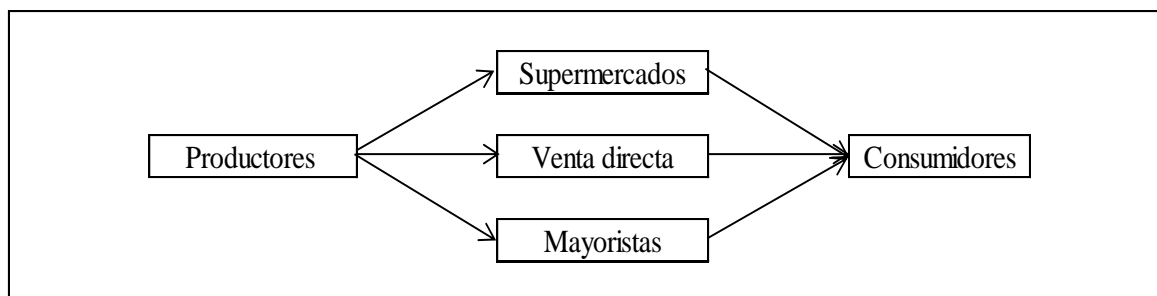 Supermercados
Productores
Venta directa
Consumidores
Mayoristas